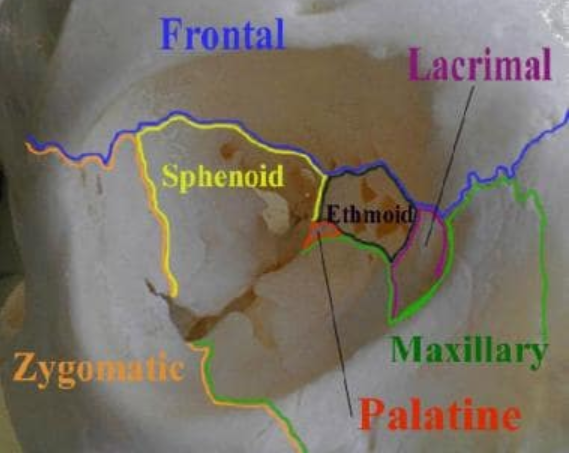 Frontal
Lacrimal
Sphenoid
Ethmoid
Maxillary
Zygomatic
Palatine